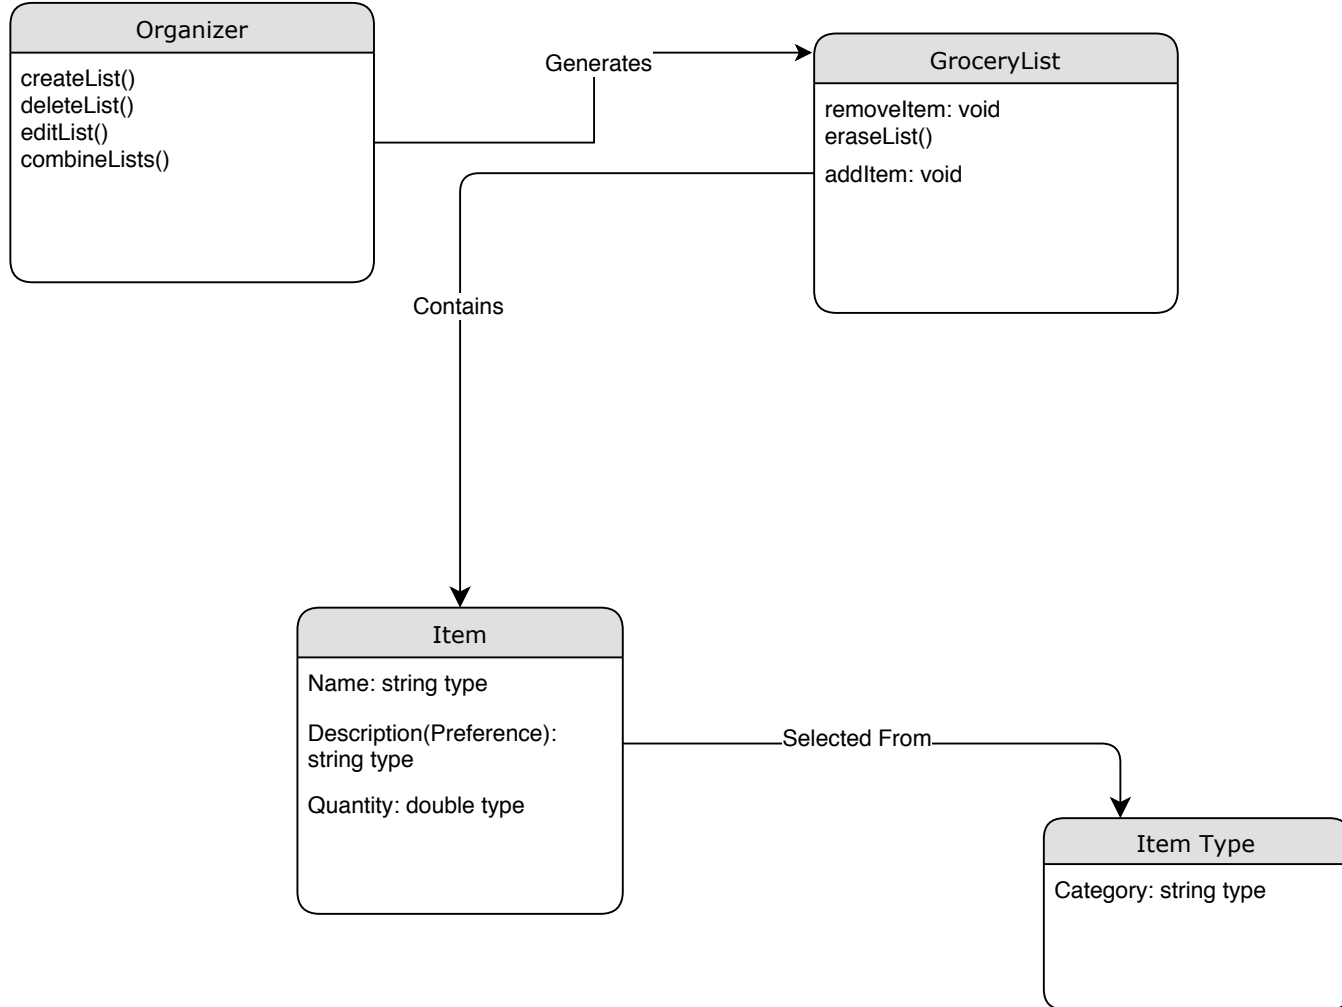 Organizer
createList()
deleteList()
editList()
combineLists()
Generates
GroceryList
removeItem: void
eraseList()
addItem: void
Contains
Item
Name: string type
Description(Preference):
string type
Quantity: double type
Selected From
Item Type
Category: string type